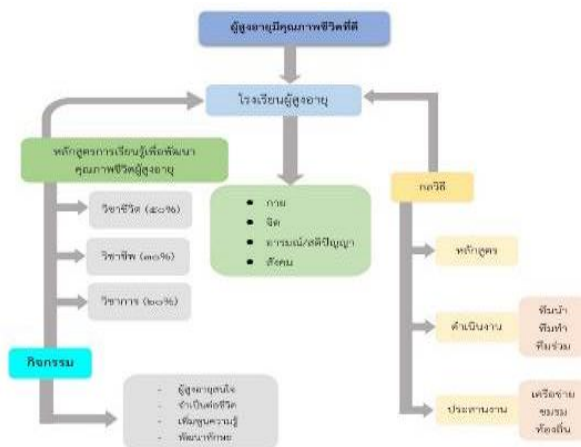 ผู้สูงอายุมีคุณภาพชีวิตที่ดี
โรงเรียนผู้สูงอายุ
หลักสูตรการเรียนรู้เพื่อพัฒนา
คุณภาพชีวิตผู้สูงอายุ
วิชาชีวิต (๕๐%)
วิชาชีพ (๓๐%)
วิชาการ (๒๐%)
กิจกรรม
- ผู้สูงอายุสนใจ
- จำเป็นต่อชีวิต
- เพิ่มพูนความรู้
- พัฒนาทักษะ
• กาย
• จิต
• อารมณ์/สติปัญญา
• สังคม
กลวิธี
หลักสูตร
ดำเนินงาน
ทีมนำ
ทีมทำ
ทีมร่วม
ประสานงาน
เครือข่าย
ชมรม
ท้องถิ่น